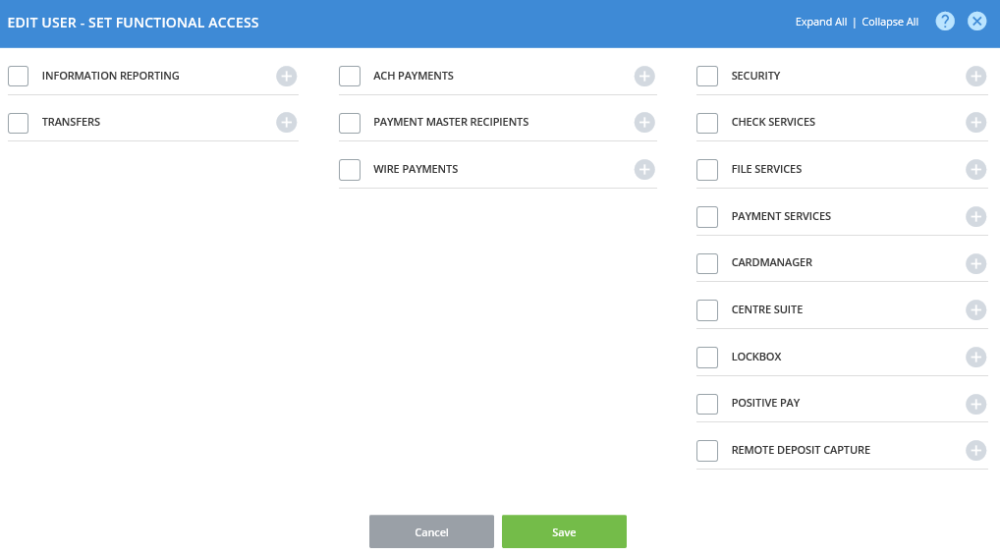 EDIT USER - SET FUNCTIONAL ACCESS
Expand All | Collapse All
?
INFORMATION REPORTING
TRANSFERS
ACH PAYMENTS
PAYMENT MASTER RECIPIENTS
WIRE PAYMENTS
SECURITY
CHECK SERVICES
FILE SERVICES
PAYMENT SERVICES
CARDMANAGER
CENTRE SUITE
LOCKBOX
POSITIVE PAY
REMOTE DEPOSIT CAPTURE
Cancel
Save